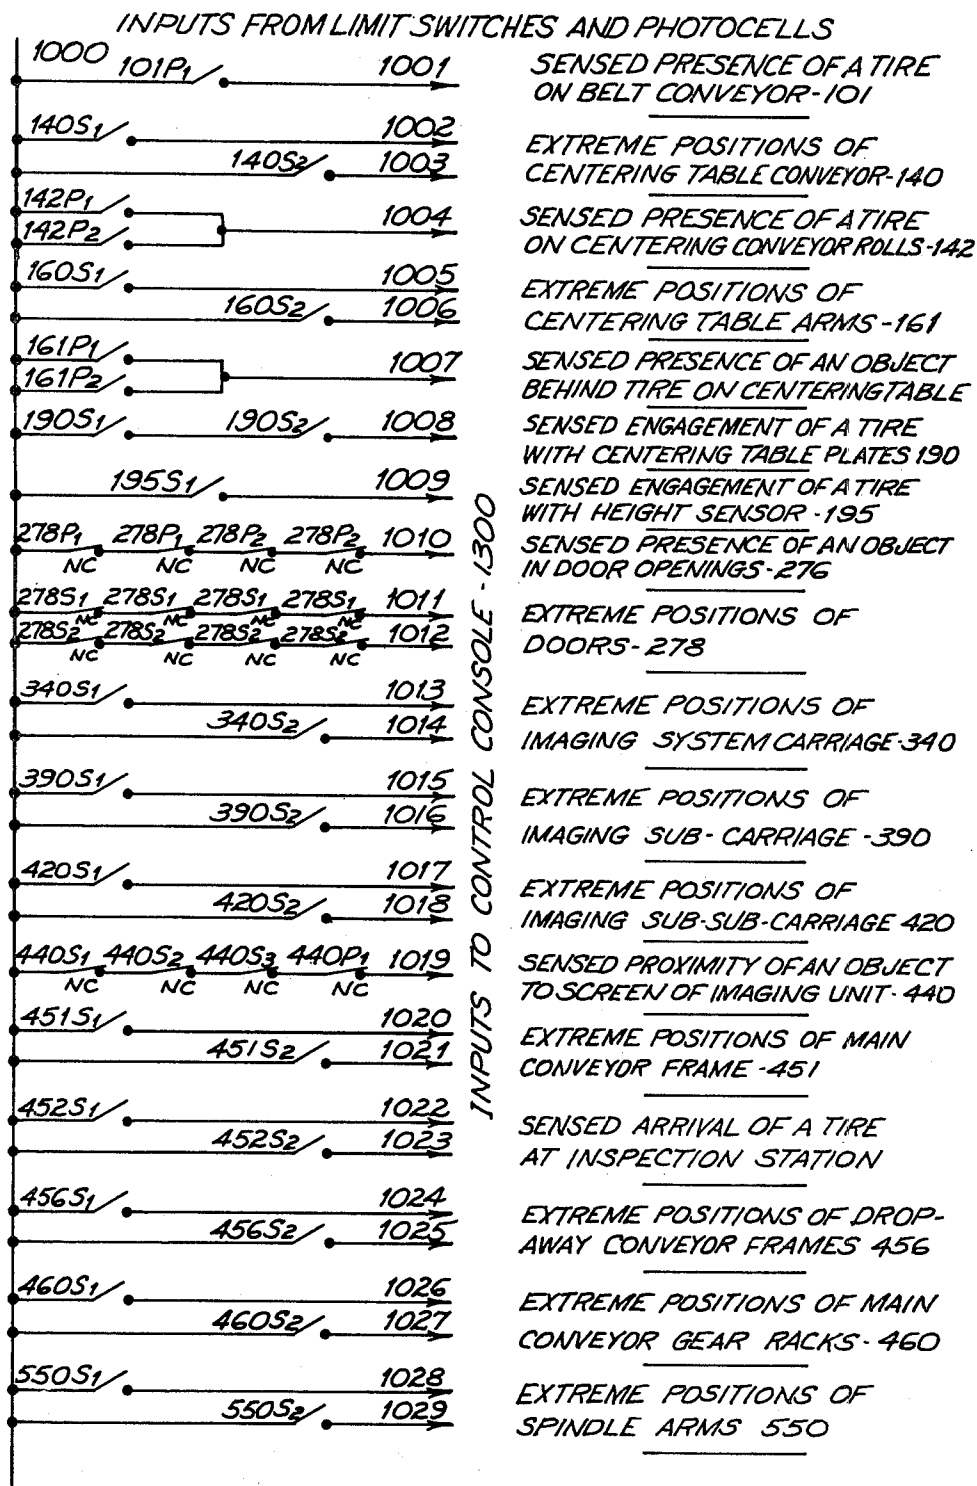 INPUTS FROM LIMIT SWITCHES AND PHOTOCELLS
1000
101P1 1001 SENSED PRESENCE OF A TIRE
ON BELT CONVEYOR-101
140S1 1002 EXTREME POSITIONS OF
140S2 1003 CENTERING TABLE CONVEYOR-140
142P1 1004 SENSED PRESENCE OF A TIRE
142P2 ON CENTERING CONVEYOR ROLLS-142
160S1 1005 EXTREME POSITIONS OF
160S2 1006 CENTERING TABLE ARMS-161
161P1 1007 SENSED PRESENCE OF AN OBJECT
161P2 BEHIND TIRE ON CENTERING TABLE
190S1 190S2 1008 SENSED ENGAGEMENT OF A TIRE
WITH CENTERING TABLE PLATES 190
195S1 1009 SENSED ENGAGEMENT OF A TIRE
WITH HEIGHT SENSOR-195
278P1 278P1 278P2 278P2 1010 SENSED PRESENCE OF AN OBJECT
NC NC NC NC IN DOOR OPENINGS-276
278S1 278S1 278S1 278S1 1011 EXTREME POSITIONS OF
NC NC NC NC
278S2 278S2 278S2 278S2 1012 DOORS-278
NC NC NC NC
340S1 1013 EXTREME POSITIONS OF
340S2 1014 IMAGING SYSTEM CARRIAGE-340
390S1 1015 EXTREME POSITIONS OF
390S2 1016 IMAGING SUB-CARRIAGE-390
420S1 1017 EXTREME POSITIONS OF
420S2 1018 IMAGING SUB-SUB-CARRIAGE 420
440S1 440S2 440S3 440P1 1019 SENSED PROXIMITY OF AN OBJECT
NC NC NC NC TO SCREEN OF IMAGING UNIT-440
451S1 1020 EXTREME POSITIONS OF MAIN
451S2 1021 CONVEYOR FRAME-451
452S1 1022 SENSED ARRIVAL OF A TIRE
452S2 1023 AT INSPECTION STATION
456S1 1024 EXTREME POSITIONS OF DROP-
456S2 1025 AWAY CONVEYOR FRAMES 456
460S1 1026 EXTREME POSITIONS OF MAIN
460S2 1027 CONVEYOR GEAR RACKS-460
550S1 1028 EXTREME POSITIONS OF
550S2 1029 SPINDLE ARMS 550
INPUTS TO CONTROL CONSOLE-1300